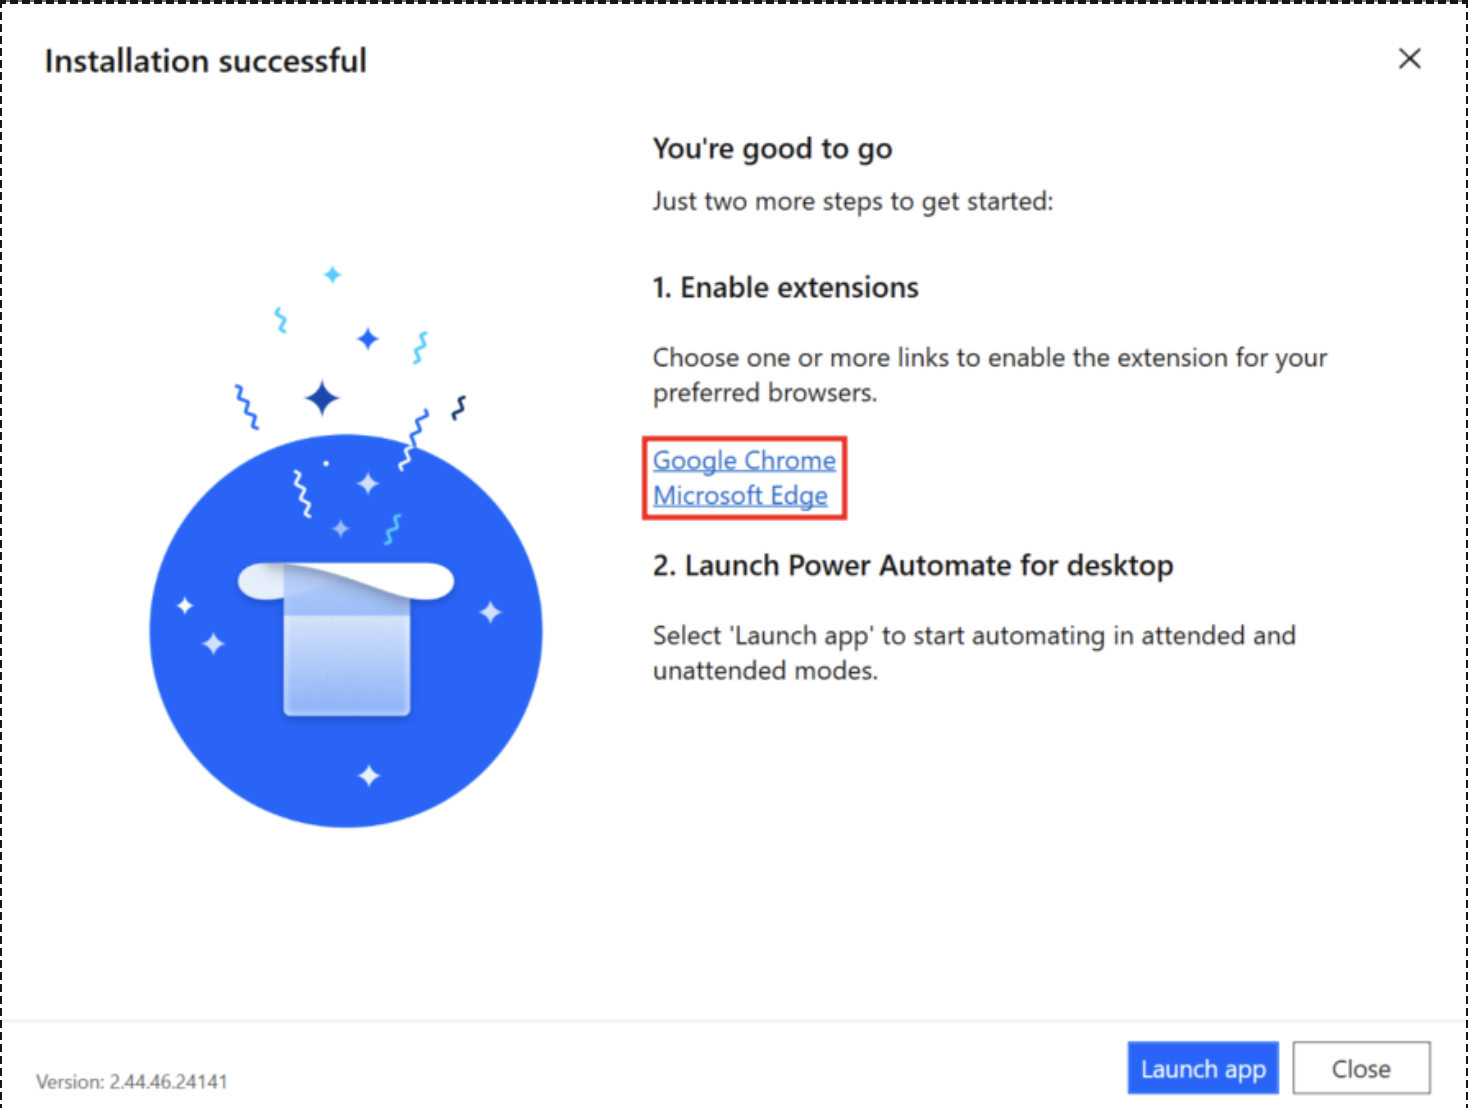 Installation successful
You're good to go
Just two more steps to get started:
1. Enable extensions
Choose one or more links to enable the extension for your
preferred browsers.
Google Chrome
Microsoft Edge
2. Launch Power Automate for desktop
Select 'Launch app' to start automating in attended and
unattended modes.
Version: 2.44.46.24141
Launch app
Close